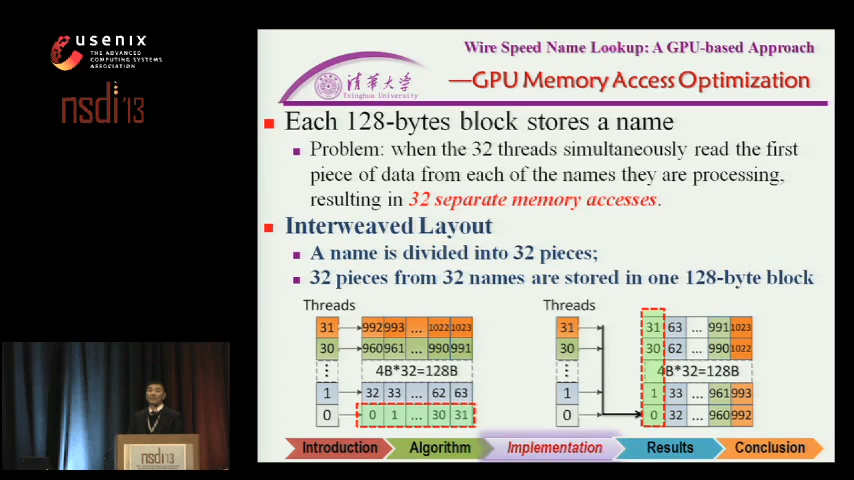 usenix
THE ADVANCED
COMPUTING SYSTEMS
ASSOCIATION
nsdi'13
Wire Speed Name Lookup: A GPU-based Approach
清华大学
Tsinghua University
—GPU Memory Access Optimization
Each 128-bytes block stores a name
Problem: when the 32 threads simultaneously read the first
piece of data from each of the names they are processing,
resulting in 32 separate memory accesses.
Interweaved Layout
A name is divided into 32 pieces;
32 pieces from 32 names are stored in one 128-byte block
Threads
31 992 993 ... 1022 1023
30 960 961 ... 990 991
⋮ 4B*32=128B
1 32 33 ... 62 63
0 0 1 ... 30 31
Threads
31 31 63 ... 991 1023
30 30 62 ... 990 1022
⋮ 4B*32=128B
1 1 33 ... 961 993
0 0 32 ... 960 992
Introduction Algorithm Implementation Results Conclusion
nsdi'13